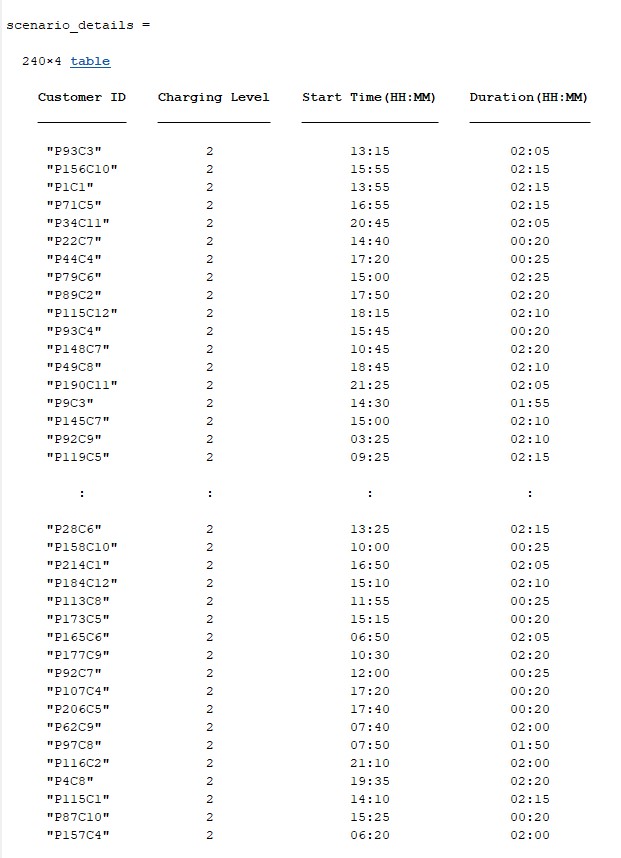 scenario_details =
240×4 table
Customer ID Charging Level Start Time(HH:MM) Duration(HH:MM)
"P93C3" 2 13:15 02:05
"P156C10" 2 15:55 02:15
"P1C1" 2 13:55 02:15
"P71C5" 2 16:55 02:15
"P34C11" 2 20:45 02:05
"P22C7" 2 14:40 00:20
"P44C4" 2 17:20 00:25
"P79C6" 2 15:00 02:25
"P89C2" 2 17:50 02:20
"P115C12" 2 18:15 02:10
"P93C4" 2 15:45 00:20
"P148C7" 2 10:45 02:20
"P49C8" 2 18:45 02:10
"P190C11" 2 21:25 02:05
"P9C3" 2 14:30 01:55
"P145C7" 2 15:00 02:10
"P92C9" 2 03:25 02:10
"P119C5" 2 09:25 02:15
: : : :
"P28C6" 2 13:25 02:15
"P158C10" 2 10:00 00:25
"P214C1" 2 16:50 02:05
"P184C12" 2 15:10 02:10
"P113C8" 2 11:55 00:25
"P173C5" 2 15:15 00:20
"P165C6" 2 06:50 02:05
"P177C9" 2 10:30 02:20
"P92C7" 2 12:00 00:25
"P107C4" 2 17:20 00:20
"P206C5" 2 17:40 00:20
"P62C9" 2 07:40 02:00
"P97C8" 2 07:50 01:50
"P116C2" 2 21:10 02:00
"P4C8" 2 19:35 02:20
"P115C1" 2 14:10 02:15
"P87C10" 2 15:25 00:20
"P157C4" 2 06:20 02:00